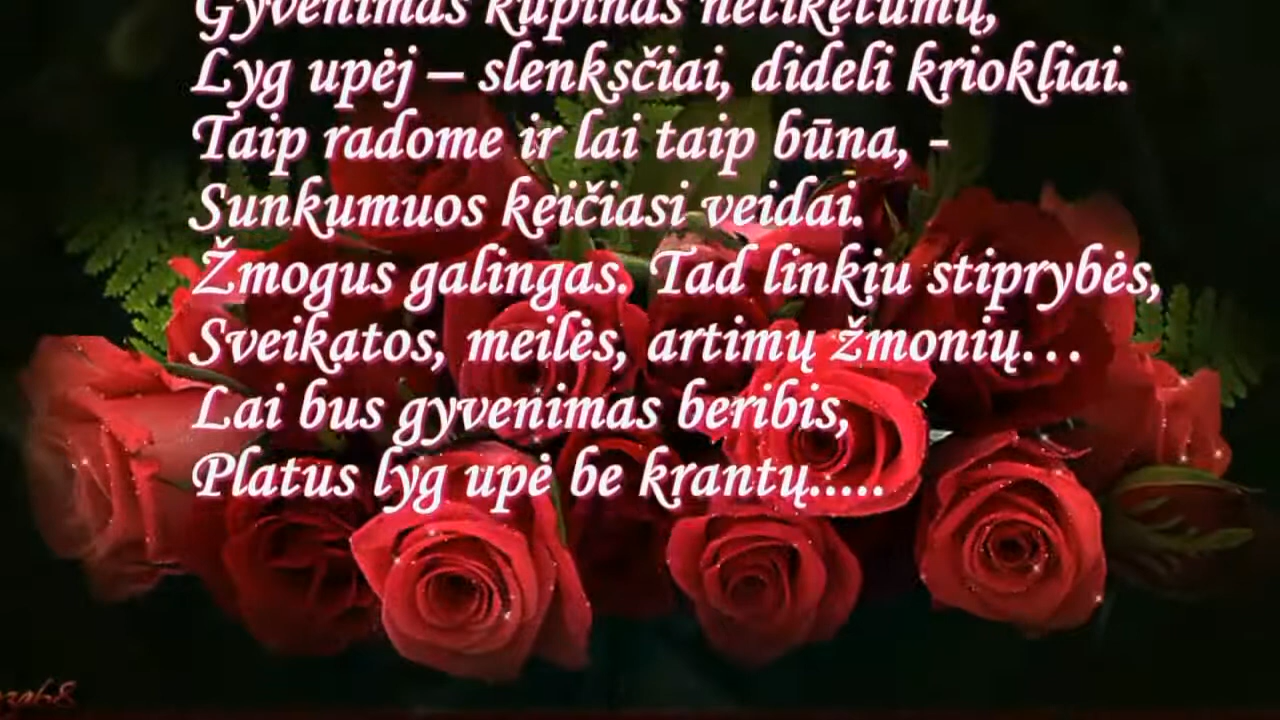 Gyvenimas kupinas netikėtumų,
Lyg upėj – slenksčiai, dideli kriokliai.
Taip radome ir lai taip būna, -
Sunkumuos keičiasi veidai.
Žmogus galingas. Tad linkiu stiprybės,
Sveikatos, meilės, artimų žmonių…
Lai bus gyvenimas beribis,
Platus lyg upė be krantų.....